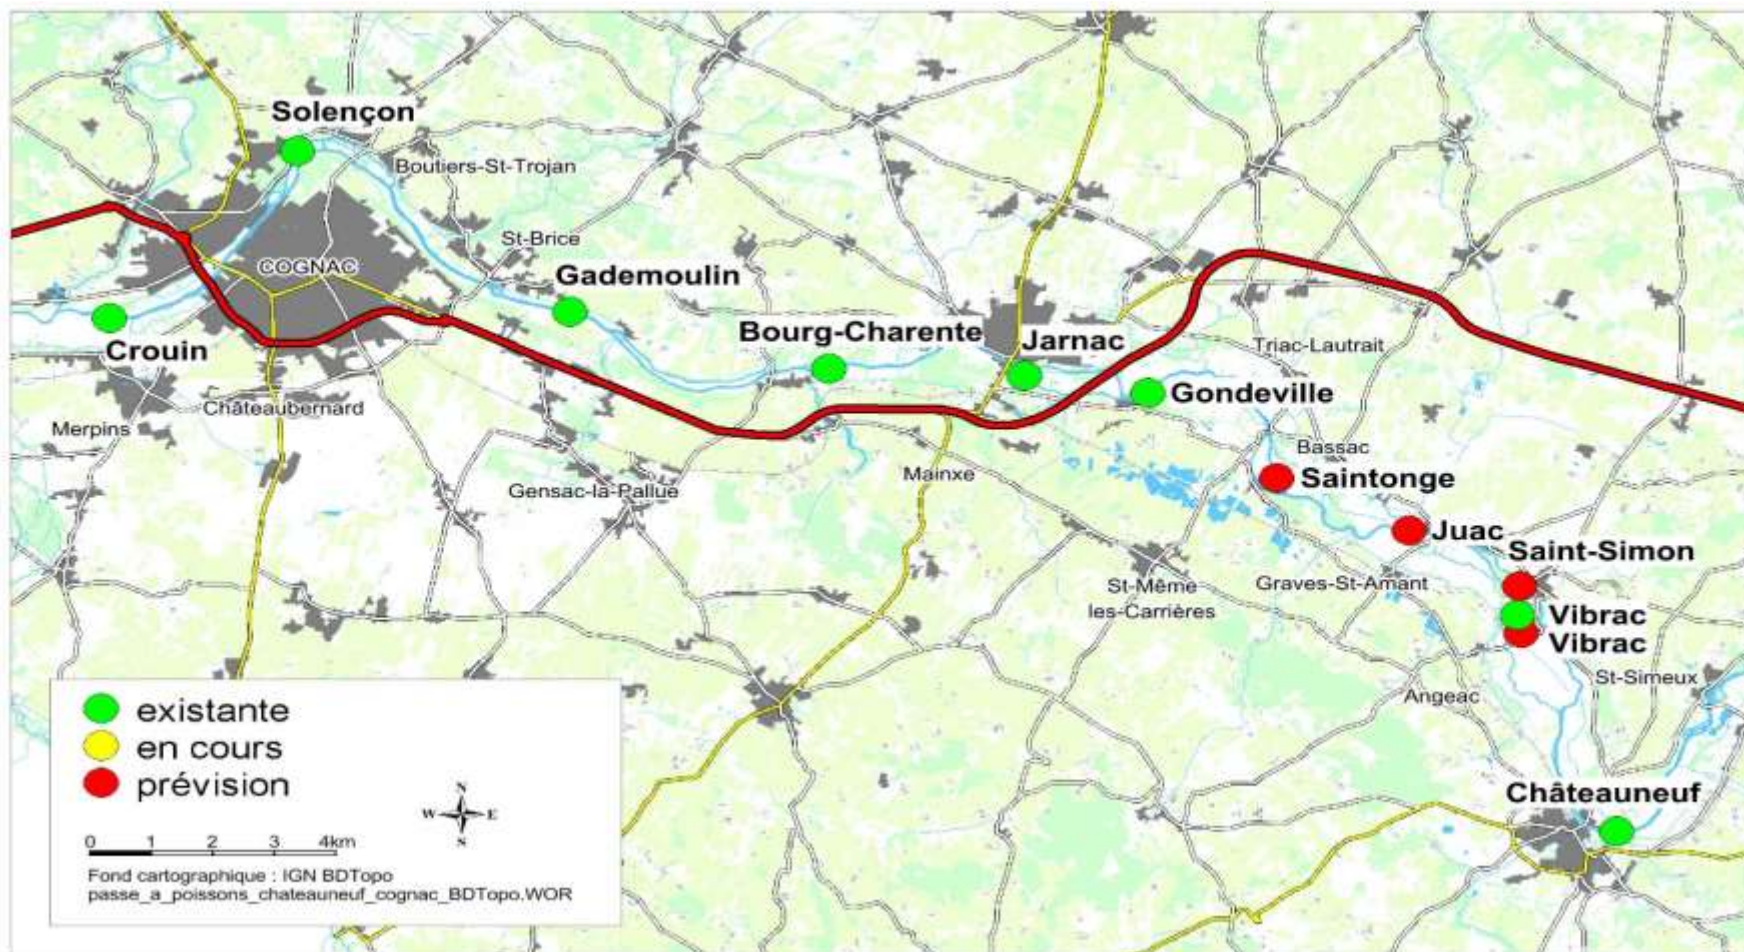 Solençon
Boutiers-St-Trojan
St-Brice
COGNAC
Gademoulin
Bourg-Charente
Jarnac
Triac-Lautrait
Crouin
Gondeville
Châteaubernard
Merpins
Bassac
Mainxe
Saintonge
Gensac-la-Pallue
Juac
Saint-Simon
St-Même
les-Carrières
Graves-St-Amant
Vibrac
Vibrac
St-Simeux
Angeac
Châteauneuf
existante
en cours
prévision
N
W E
N
0 1 2 3 4km
Fond cartographique : IGN BDTopo
passe_a_poissons_chateauneuf_cognac_BDTopo.WOR